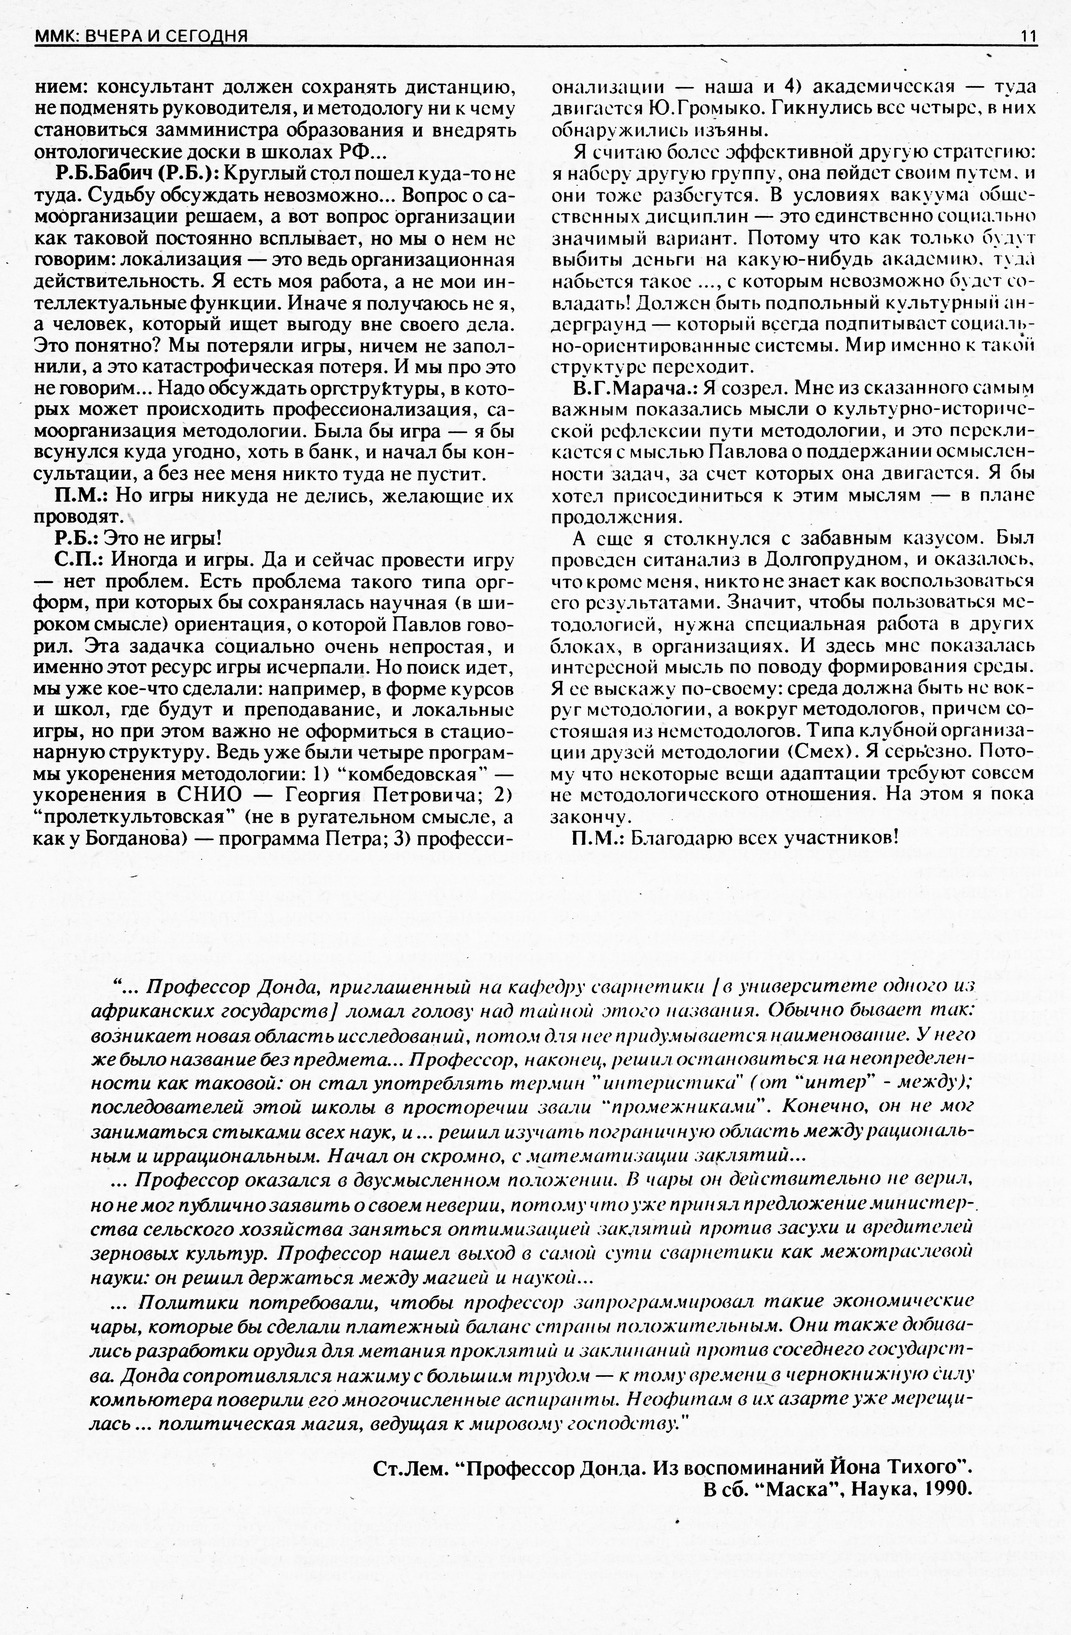 ММК: ВЧЕРА И СЕГОДНЯ 11
нием: консультант должен сохранять дистанцию,
не подменять руководителя, и методологу ни к чему
становиться замминистра образования и внедрять
онтологические доски в школах РФ...
Р.Б.Бабич (Р.Б.): Круглый стол пошел куда-то не
туда. Судьбу обсуждать невозможно... Вопрос о са-
моорганизации решаем, а вот вопрос организации
как таковой постоянно всплывает, но мы о нем не
говорим: локализация — это ведь организационная
действительность. Я есть моя работа, а не мои ин-
теллектуальные функции. Иначе я получаюсь не я,
а человек, который ищет выгоду вне своего дела.
Это понятно? Мы потеряли игры, ничем не запол-
нили, а это катастрофическая потеря. И мы про это
не говорим... Надо обсуждать оргструктуры, в кото-
рых может происходить профессионализация, са-
моорганизация методологии. Была бы игра — я бы
всунулся куда угодно, хоть в банк, и начал бы кон-
сультации, а без нее меня никто туда не пустит.
П.М.: Но игры никуда не делись, желающие их
проводят.
Р.Б.: Это не игры!
С.П.: Иногда и игры. Да и сейчас провести игру
— нет проблем. Есть проблема такого типа орг-
форм, при которых бы сохранялась научная (в ши-
роком смысле) ориентация, о которой Павлов гово-
рил. Эта задачка социально очень непростая, и
именно этот ресурс игры исчерпали. Но поиск идет,
мы уже кое-что сделали: например, в форме курсов
и школ, где будут и преподавание, и локальные
игры, но при этом важно не оформиться в стацио-
нарную структуру. Ведь уже были четыре програм-
мы укоренения методологии: 1) “комбедовская” —
укоренения в СНИО — Георгия Петровича; 2)
“пролеткультовская” (не в ругательном смысле, а
как у Богданова) — программа Петра; 3) професси-
онализации — наша и 4) академическая — туда
двигается Ю.Громыко. Гикнулись все четыре, в них
обнаружились изъяны.
Я считаю более эффективной другую стратегию:
я наберу другую группу, она пойдет своим путем, и
они тоже разбегутся. В условиях вакуума обще-
ственных дисциплин — это единственно социально
значимый вариант. Потому что как только будут
выбиты деньги на какую-нибудь академию, туда
набьется такое ..., с которым невозможно будет со-
владать! Должен быть подпольный культурный ан-
дерграунд — который всегда подпитывает социаль-
но-ориентированные системы. Мир именно к такой
структуре переходит.
В.Г.Марача.: Я созрел. Мне из сказанного самым
важным показались мысли о культурно-историче-
ской рефлексии пути методологии, и это перекли-
кается с мыслью Павлова о поддержании осмыслен-
ности задач, за счет которых она двигается. Я бы
хотел присоединиться к этим мыслям — в плане
продолжения.
А еще я столкнулся с забавным казусом. Был
проведен ситанализ в Долгопрудном, и оказалось,
что кроме меня, никто не знает как воспользоваться
его результатами. Значит, чтобы пользоваться ме-
тодологией, нужна специальная работа в других
блоках, в организациях. И здесь мне показалась
интересной мысль по поводу формирования среды.
Я ее выскажу по-своему: среда должна быть не вок-
руг методологии, а вокруг методологов, причем со-
стоящая из неметодологов. Типа клубной организа-
ции друзей методологии (Смех). Я серьезно. Пото-
му что некоторые вещи адаптации требуют совсем
не методологического отношения. На этом я пока
закончу.
П.М.: Благодарю всех участников!
“... Профессор Донда, приглашенный на кафедру сварнетики [в университете одного из
африканских государств] ломал голову над тайной этого названия. Обычно бывает так:
возникает новая область исследований, потом для нее придумывается наименование. У него
же было название без предмета... Профессор, наконец, решил остановиться на неопределен-
ности как таковой: он стал употреблять термин "интеристика" (от “интер” - между);
последователей этой школы в просторечии звали “промежниками”. Конечно, он не мог
заниматься стыками всех наук, и ... решил изучать пограничную область между рациональ-
ным и иррациональным. Начал он скромно, с математизации заклятий...
... Профессор оказался в двусмысленном положении. В чары он действительно не верил,
но не мог публично заявить о своем неверии, потому что уже принял предложение министер-
ства сельского хозяйства заняться оптимизацией заклятий против засухи и вредителей
зерновых культур. Профессор нашел выход в самой сути сварнетики как межотраслевой
науки: он решил держаться между магией и наукой...
... Политики потребовали, чтобы профессор запрограммировал такие экономические
чары, которые бы сделали платежный баланс страны положительным. Они также добива-
лись разработки орудия для метания проклятий и заклинаний против соседнего государст-
ва. Донда сопротивлялся нажиму с большим трудом — к тому времени в чернокнижную силу
компьютера поверили его многочисленные аспиранты. Неофитам в их азарте уже мерещи-
лась ... политическая магия, ведущая к мировому господству."
Ст.Лем. “Профессор Донда. Из воспоминаний Йона Тихого”.
В сб. “Маска”, Наука, 1990.